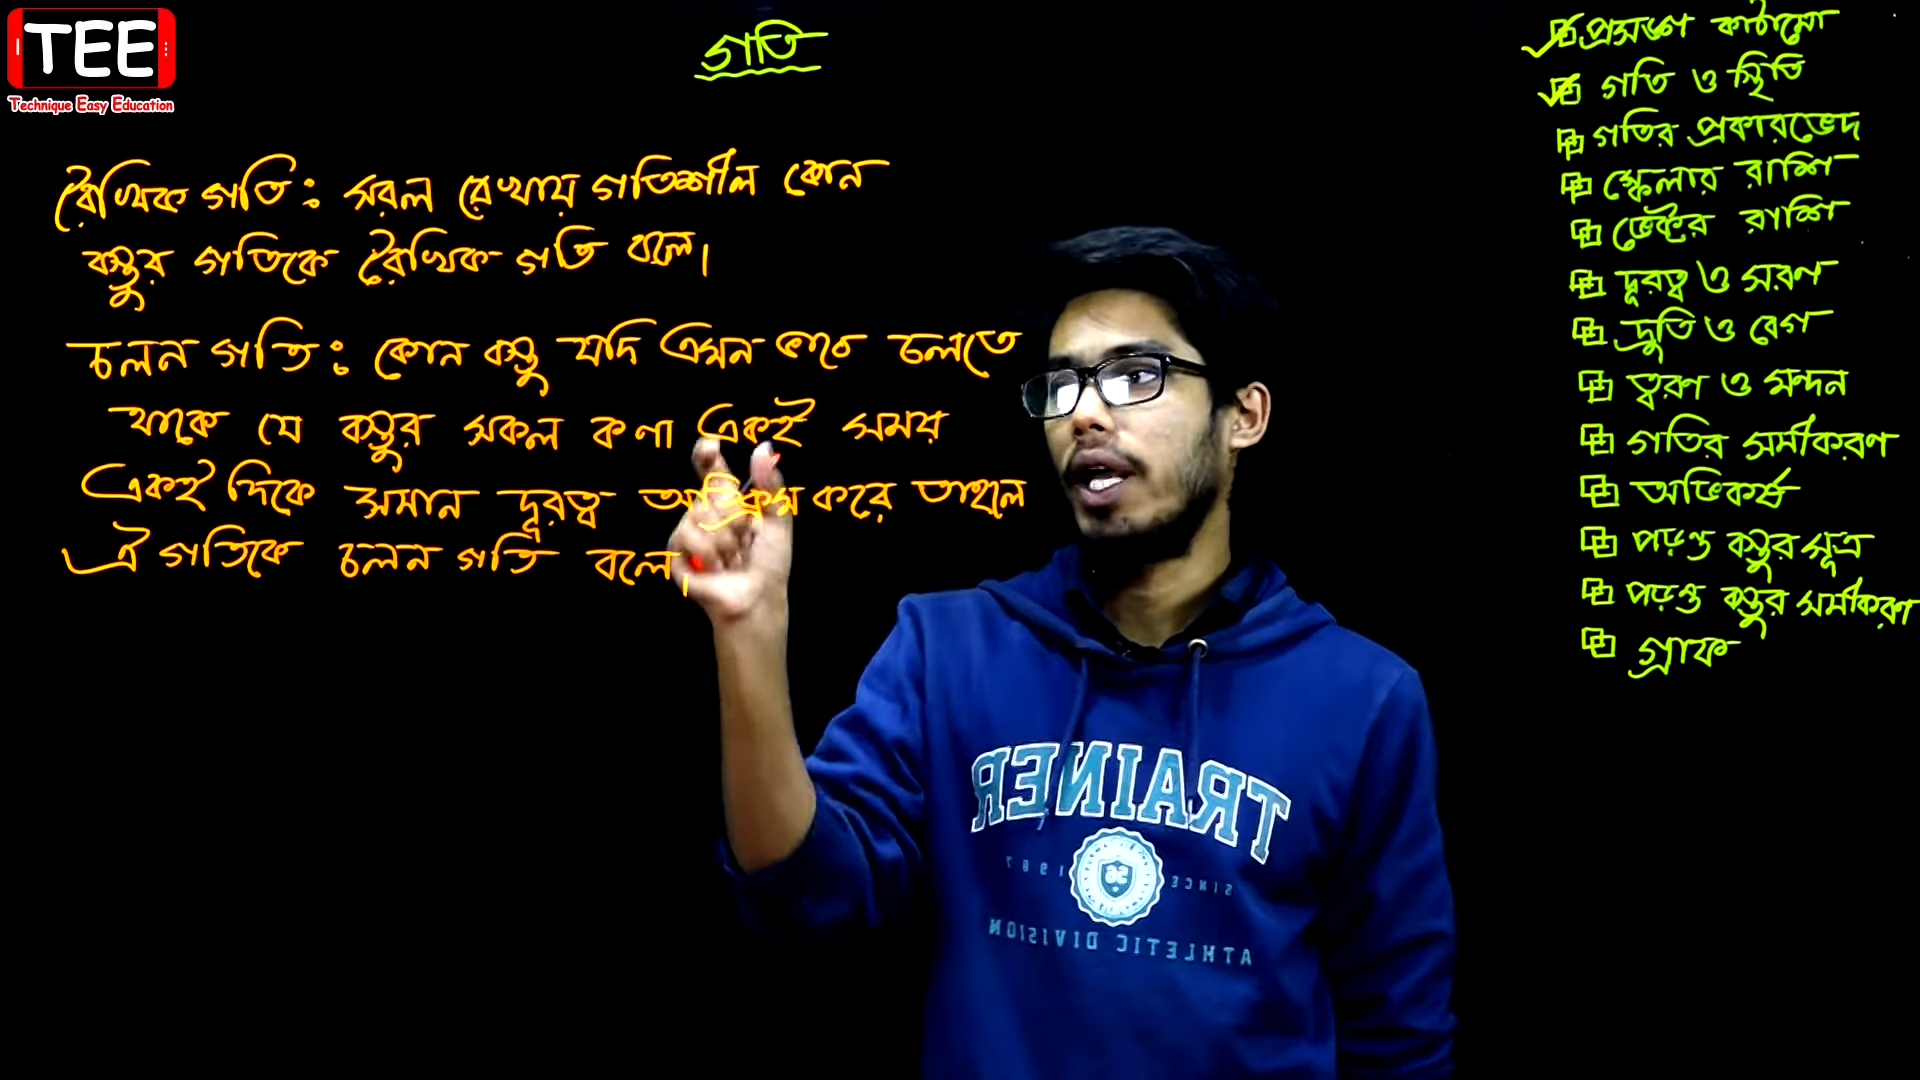 TEE
Technique Easy Education
গতি
রৈখিক গতি : সরল রেখায় গতিশীল কোন
বস্তুর গতিকে রৈখিক গতি বলে।
চলন গতি : কোন বস্তু যদি এমন ভাবে চলতে
থাকে যে বস্তুর সকল কণা একই সময়
একই দিকে সমান দূরত্ব অতিক্রম করে তাহলে
ঐ গতিকে চলন গতি বলে।
প্রসঙ্গ কাঠামো
গতি ও স্থিতি
গতির প্রকারভেদ
স্কেলার রাশি
ভেক্টর রাশি
দূরত্ব ও সরণ
দ্রুতি ও বেগ
ত্বরণ ও মন্দন
গতির সমীকরণ
অভিকর্ষ
পড়ন্ত বস্তুর সূত্র
পড়ন্ত বস্তুর সমীকরণ
গ্রাফ
TRAINER
SINCE 1987
56
ATHLETIC DIVISION